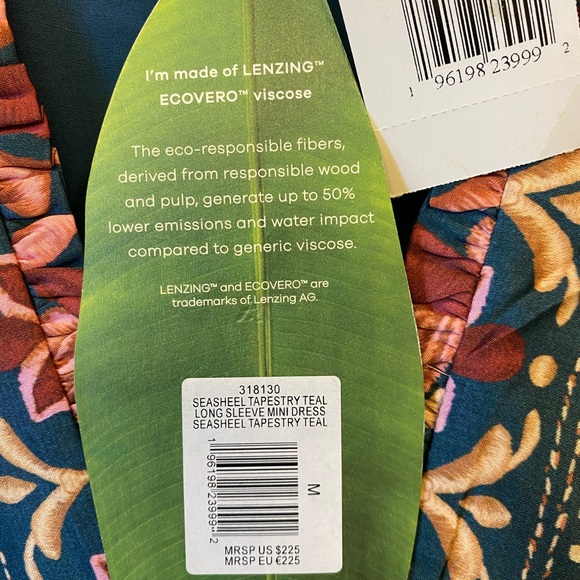 I'm made of LENZING™
ECOVERO™ viscose
The eco-responsible fibers,
derived from responsible wood
and pulp, generate up to 50%
lower emissions and water impact
compared to generic viscose.
LENZING™ and ECOVERO™ are
trademarks of Lenzing AG.
1 96198 23999 2
318130
SEASHEEL TAPESTRY TEAL
LONG SLEEVE MINI DRESS
SEASHEEL TAPESTRY TEAL
1 96198 23999 2
M
MRSP US $225
MRSP EU €225